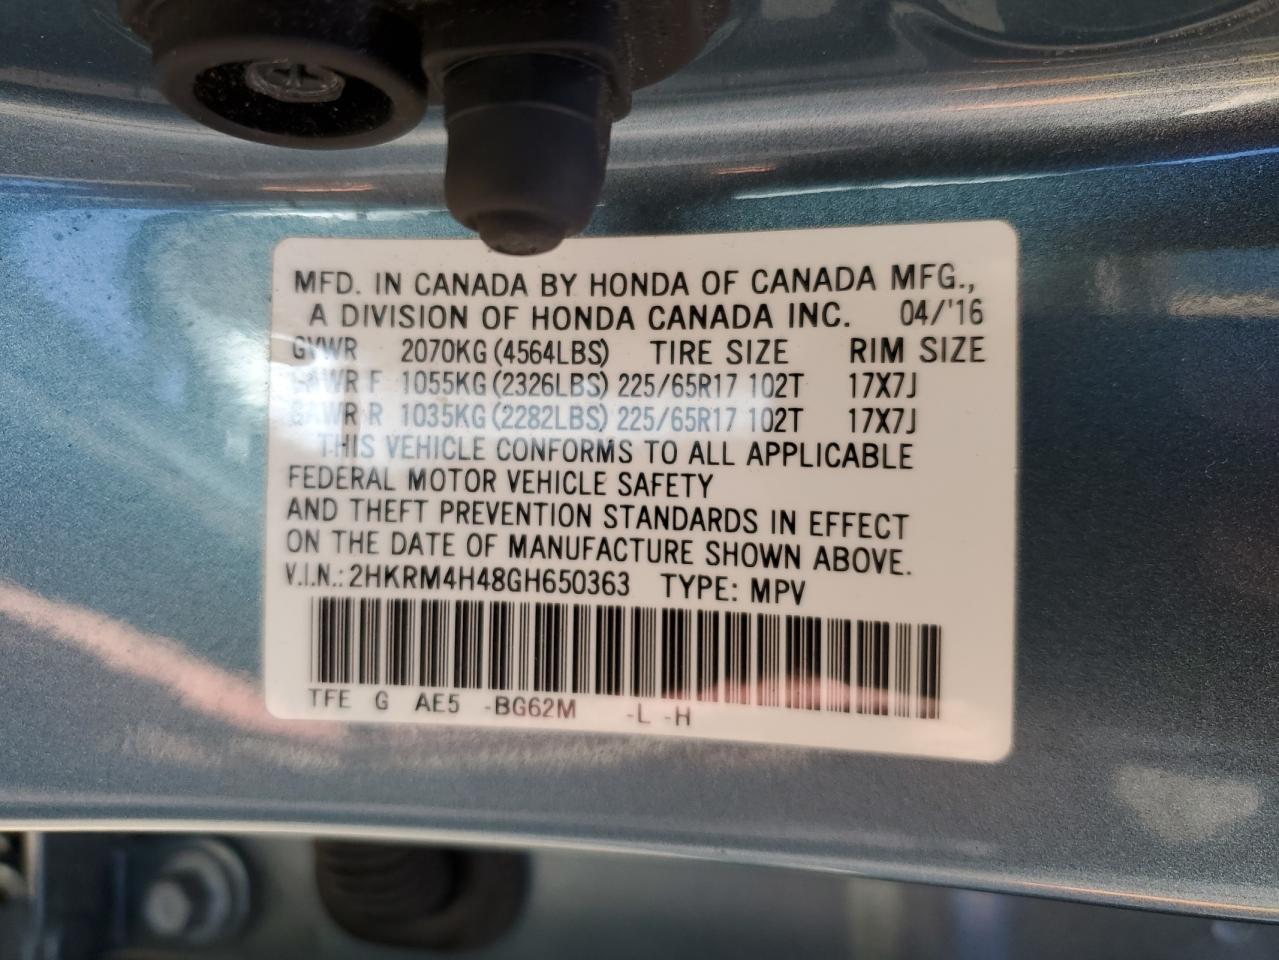 MFD. IN CANADA BY HONDA OF CANADA MFG.,
A DIVISION OF HONDA CANADA INC. 04/'16
GVWR 2070KG (4564LBS) TIRE SIZE RIM SIZE
GAWR F 1055KG (2326LBS) 225/65R17 102T 17X7J
GAWR R 1035KG (2282LBS) 225/65R17 102T 17X7J
THIS VEHICLE CONFORMS TO ALL APPLICABLE
FEDERAL MOTOR VEHICLE SAFETY
AND THEFT PREVENTION STANDARDS IN EFFECT
ON THE DATE OF MANUFACTURE SHOWN ABOVE.
V.I.N.: 2HKRM4H48GH650363 TYPE: MPV
TFE G AE5 -BG62M -L -H